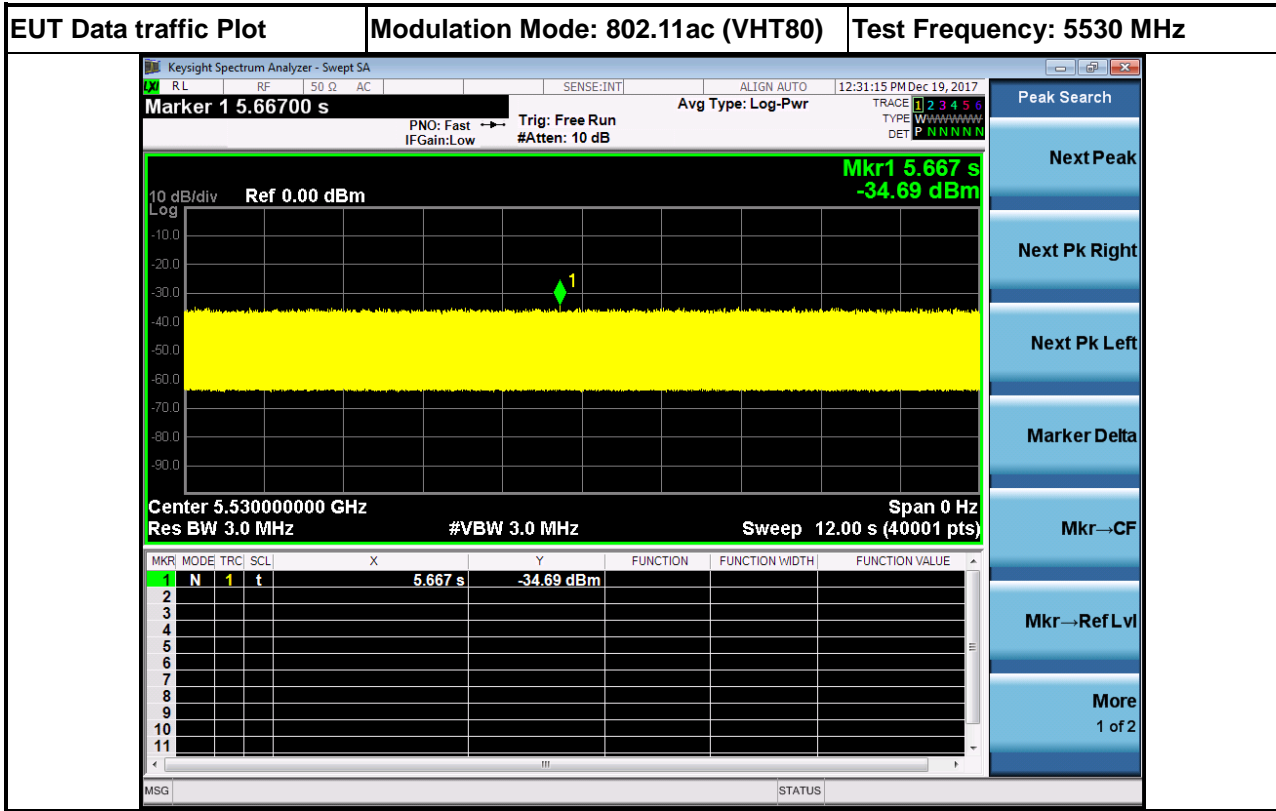 EUT Data traffic Plot
Modulation Mode: 802.11ac (VHT80)
Test Frequency: 5530 MHz
Keysight Spectrum Analyzer - Swept SA
LXI RL RF 50 Ω AC SENSE:INT ALIGN AUTO 12:31:15 PM Dec 19, 2017
Marker 1 5.66700 s
PNO: Fast
IFGain:Low
Trig: Free Run
#Atten: 10 dB
Avg Type: Log-Pwr
TRACE 1 2 3 4 5 6
TYPE WWWWWW
DET P N N N N N
Mkr1 5.667 s
-34.69 dBm
10 dB/div Ref 0.00 dBm
Log
-10.0
-20.0
-30.0
-40.0
-50.0
-60.0
-70.0
-80.0
-90.0
1
Center 5.530000000 GHz Span 0 Hz
Res BW 3.0 MHz #VBW 3.0 MHz Sweep 12.00 s (40001 pts)
MKR MODE TRC SCL X Y FUNCTION FUNCTION WIDTH FUNCTION VALUE
1 N 1 t 5.667 s -34.69 dBm
2
3
4
5
6
7
8
9
10
11
MSG STATUS
Peak Search
Next Peak
Next Pk Right
Next Pk Left
Marker Delta
Mkr→CF
Mkr→Ref Lvl
More
1 of 2